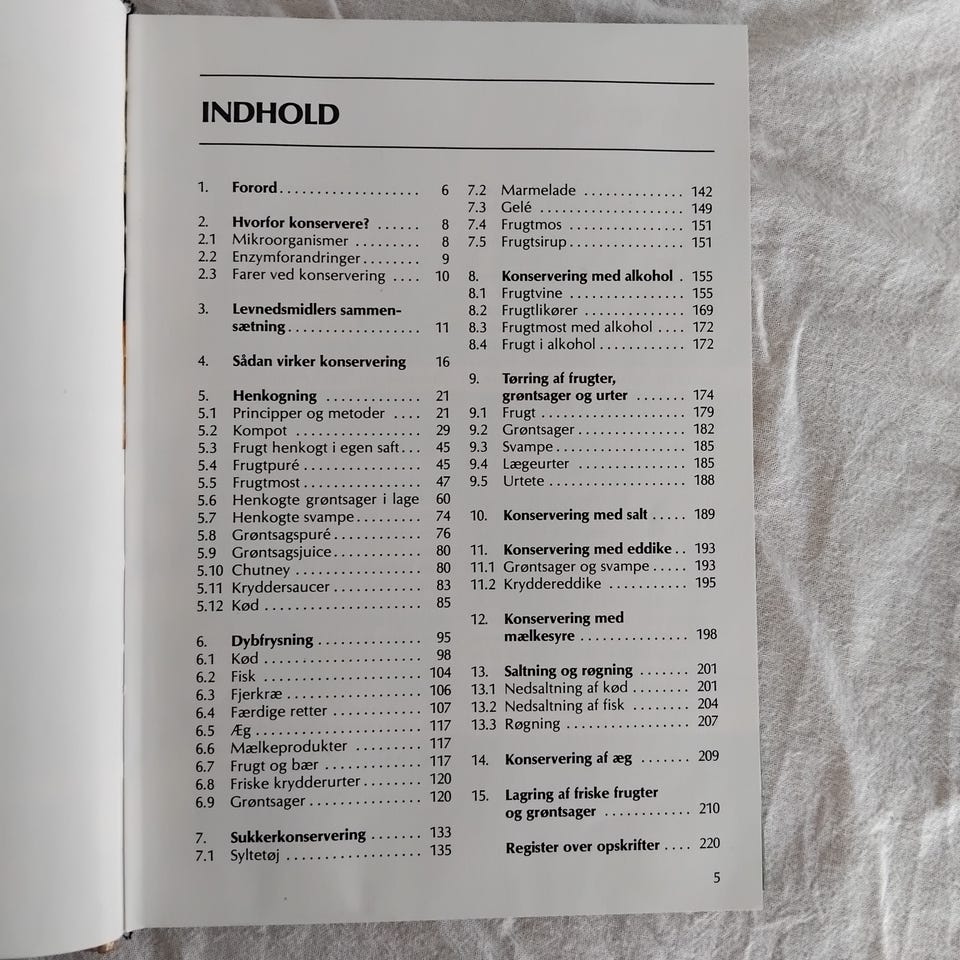 INDHOLD
1. Forord................... 6
2. Hvorfor konservere? ...... 8
2.1 Mikroorganismer ......... 8
2.2 Enzymforandringer........ 9
2.3 Farer ved konservering .... 10
3. Levnedsmidlers sammen-
sætning.................. 11
4. Sådan virker konservering 16
5. Henkogning ............. 21
5.1 Principper og metoder .... 21
5.2 Kompot ................. 29
5.3 Frugt henkogt i egen saft... 45
5.4 Frugtpuré ................ 45
5.5 Frugtmost ................ 47
5.6 Henkogte grøntsager i lage 60
5.7 Henkogte svampe......... 74
5.8 Grøntsagspuré............ 76
5.9 Grøntsagsjuice............ 80
5.10 Chutney ................. 80
5.11 Kryddersaucer ............ 83
5.12 Kød ..................... 85
6. Dybfrysning .............. 95
6.1 Kød ..................... 98
6.2 Fisk ..................... 104
6.3 Fjerkræ .................. 106
6.4 Færdige retter ............ 107
6.5 Æg...................... 117
6.6 Mælkeprodukter ......... 117
6.7 Frugt og bær ............. 117
6.8 Friske krydderurter........ 120
6.9 Grøntsager............... 120
7. Sukkerkonservering ....... 133
7.1 Syltetøj .................. 135
7.2 Marmelade .............. 142
7.3 Gelé ................... 149
7.4 Frugtmos ................ 151
7.5 Frugtsirup............... 151
8. Konservering med alkohol . 155
8.1 Frugtvine ............... 155
8.2 Frugtlikører ............. 169
8.3 Frugtmost med alkohol .... 172
8.4 Frugt i alkohol............ 172
9. Tørring af frugter,
grøntsager og urter ....... 174
9.1 Frugt ................... 179
9.2 Grøntsager.............. 182
9.3 Svampe................. 185
9.4 Lægeurter ............... 185
9.5 Urtete .................. 188
10. Konservering med salt ..... 189
11. Konservering med eddike.. 193
11.1 Grøntsager og svampe ..... 193
11.2 Kryddereddike ........... 195
12. Konservering med
mælkesyre ............... 198
13. Saltning og røgning ....... 201
13.1 Nedsaltning af kød ........ 201
13.2 Nedsaltning af fisk ........ 204
13.3 Røgning ................. 207
14. Konservering af æg ....... 209
15. Lagring af friske frugter
og grøntsager ............ 210
Register over opskrifter .... 220
5